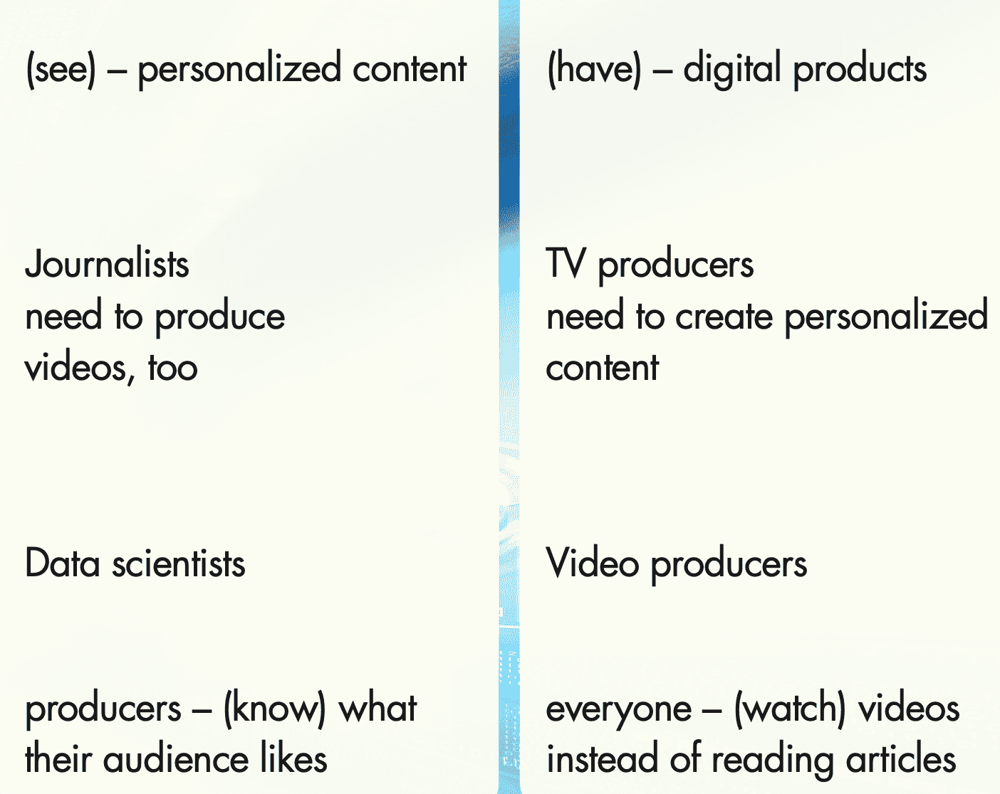 (see) – personalized content
(have) – digital products
Journalists
need to produce
videos, too
TV producers
need to create personalized
content
Data scientists
Video producers
producers – (know) what
their audience likes
everyone – (watch) videos
instead of reading articles